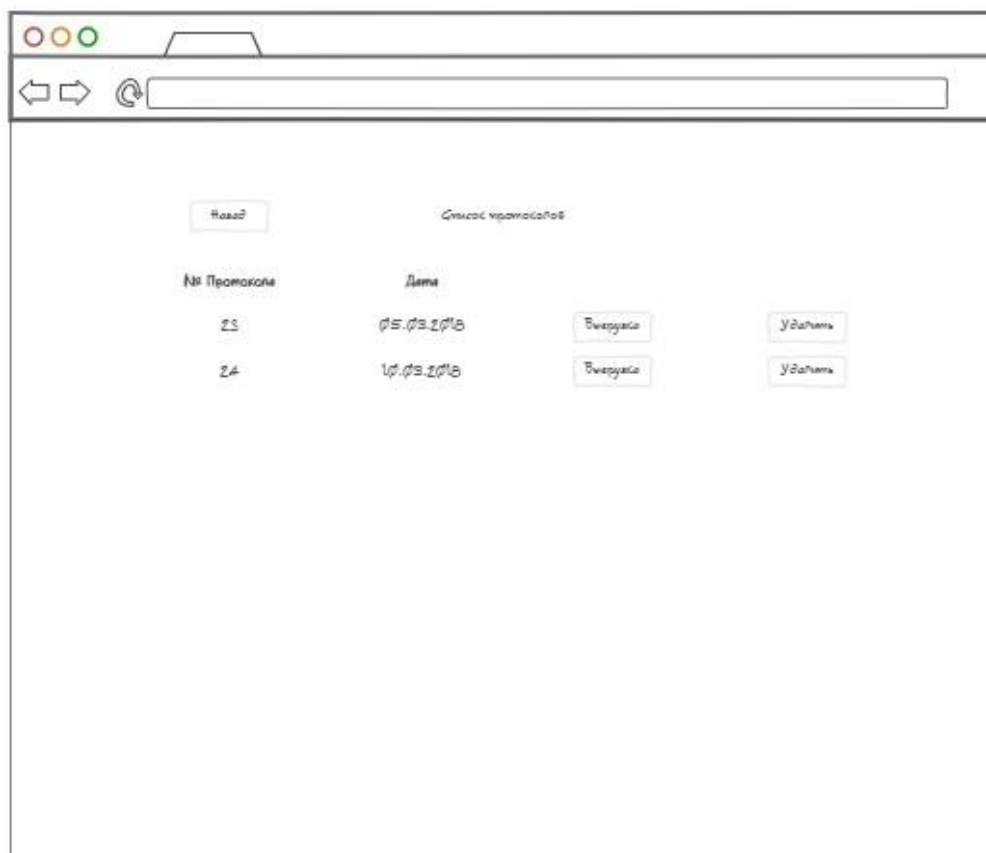 Назад Список протоколов
№ Протокола Дата
23 05.03.2018 Выгрузка Удалить
24 10.03.2018 Выгрузка Удалить